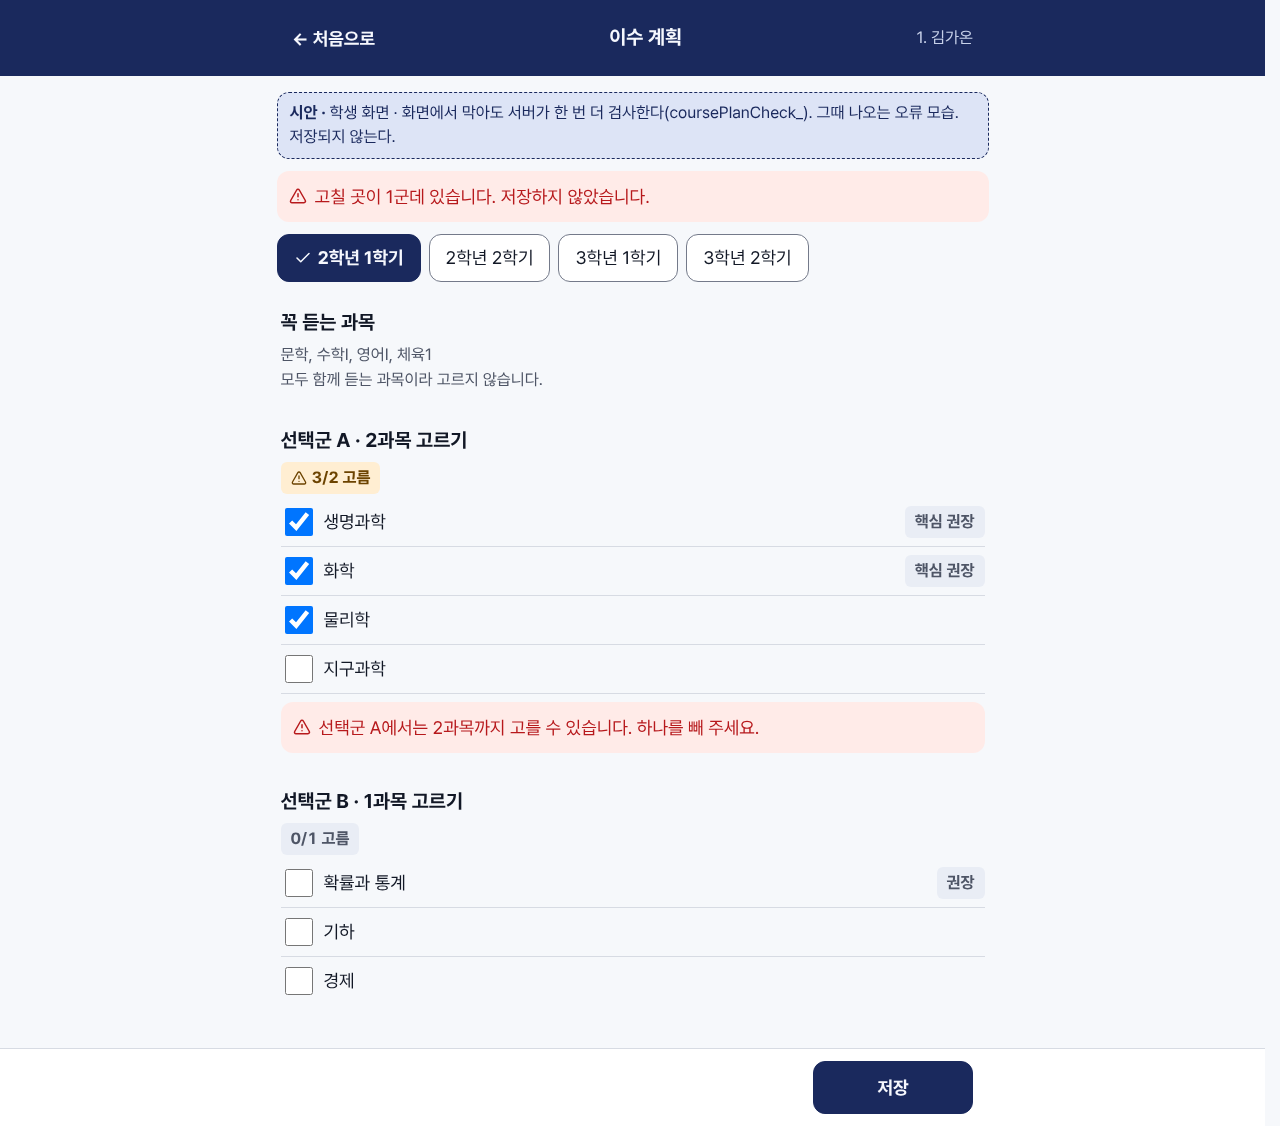 ← 처음으로
이수 계획
1. 김가온
시안 · 학생 화면 · 화면에서 막아도 서버가 한 번 더 검사한다(coursePlanCheck_). 그때 나오는 오류 모습.
저장되지 않는다.
고칠 곳이 1군데 있습니다. 저장하지 않았습니다.
2학년 1학기
2학년 2학기
3학년 1학기
3학년 2학기
꼭 듣는 과목
문학, 수학I, 영어I, 체육1
모두 함께 듣는 과목이라 고르지 않습니다.
선택군 A · 2과목 고르기
3/2 고름
생명과학
핵심 권장
화학
핵심 권장
물리학
지구과학
선택군 A에서는 2과목까지 고를 수 있습니다. 하나를 빼 주세요.
선택군 B · 1과목 고르기
0/1 고름
확률과 통계
권장
기하
경제
저장